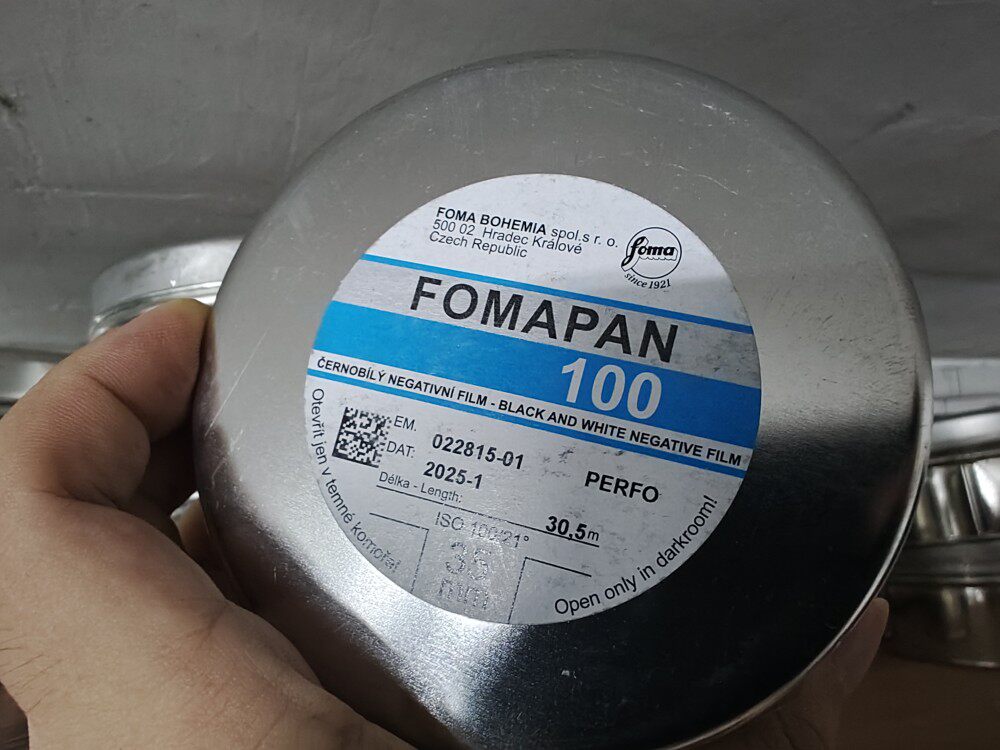 FOMA BOHEMIA spol.s r. o.
500 02 Hradec Králové
Czech Republic
foma
since 1921
FOMAPAN
100
ČERNOBÍLÝ NEGATIVNÍ FILM - BLACK AND WHITE NEGATIVE FILM
EM. 022815-01
DAT: 2025-1
PERFO
Délka - Length: 30,5m
ISO 100/21°
35
mm
Otevřít jen v temné komoře!
Open only in darkroom!